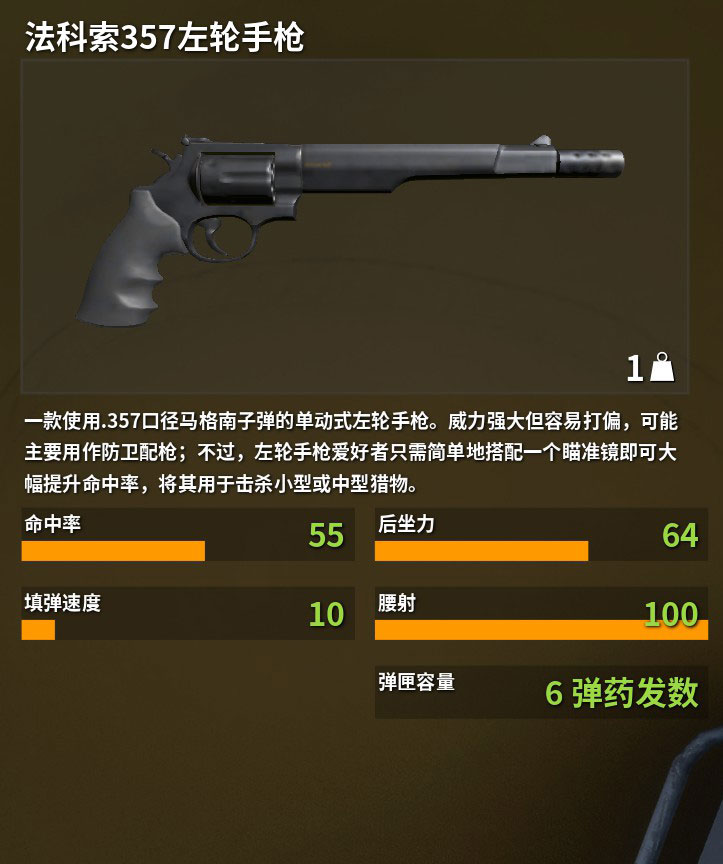 法科索357左轮手枪
1
一款使用.357口径马格南子弹的单动式左轮手枪。威力强大但容易打偏，可能
主要用作防卫配枪；不过，左轮手枪爱好者只需简单地搭配一个瞄准镜即可大
幅提升命中率，将其用于击杀小型或中型猎物。
命中率 55
后坐力 64
填弹速度 10
腰射 100
弹匣容量 6 弹药发数